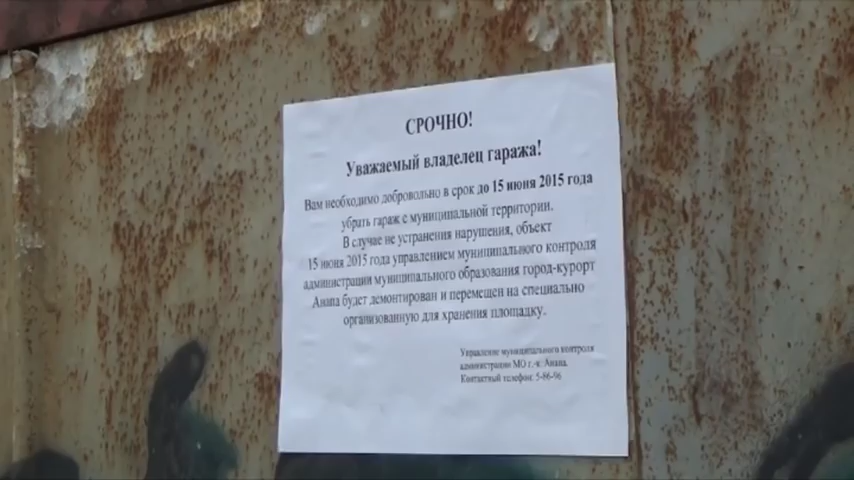 СРОЧНО!
Уважаемый владелец гаража!
Вам необходимо добровольно в срок до 15 июня 2015 года
убрать гараж с муниципальной территории.
В случае не устранения нарушения, объект
15 июня 2015 года управлением муниципального контроля
администрации муниципального образования город-курорт
Анапа будет демонтирован и перемещен на специально
организованную для хранения площадку.
Управление муниципального контроля
администрации МО г.-к. Анапа.
Контактный телефон: 5-86-96